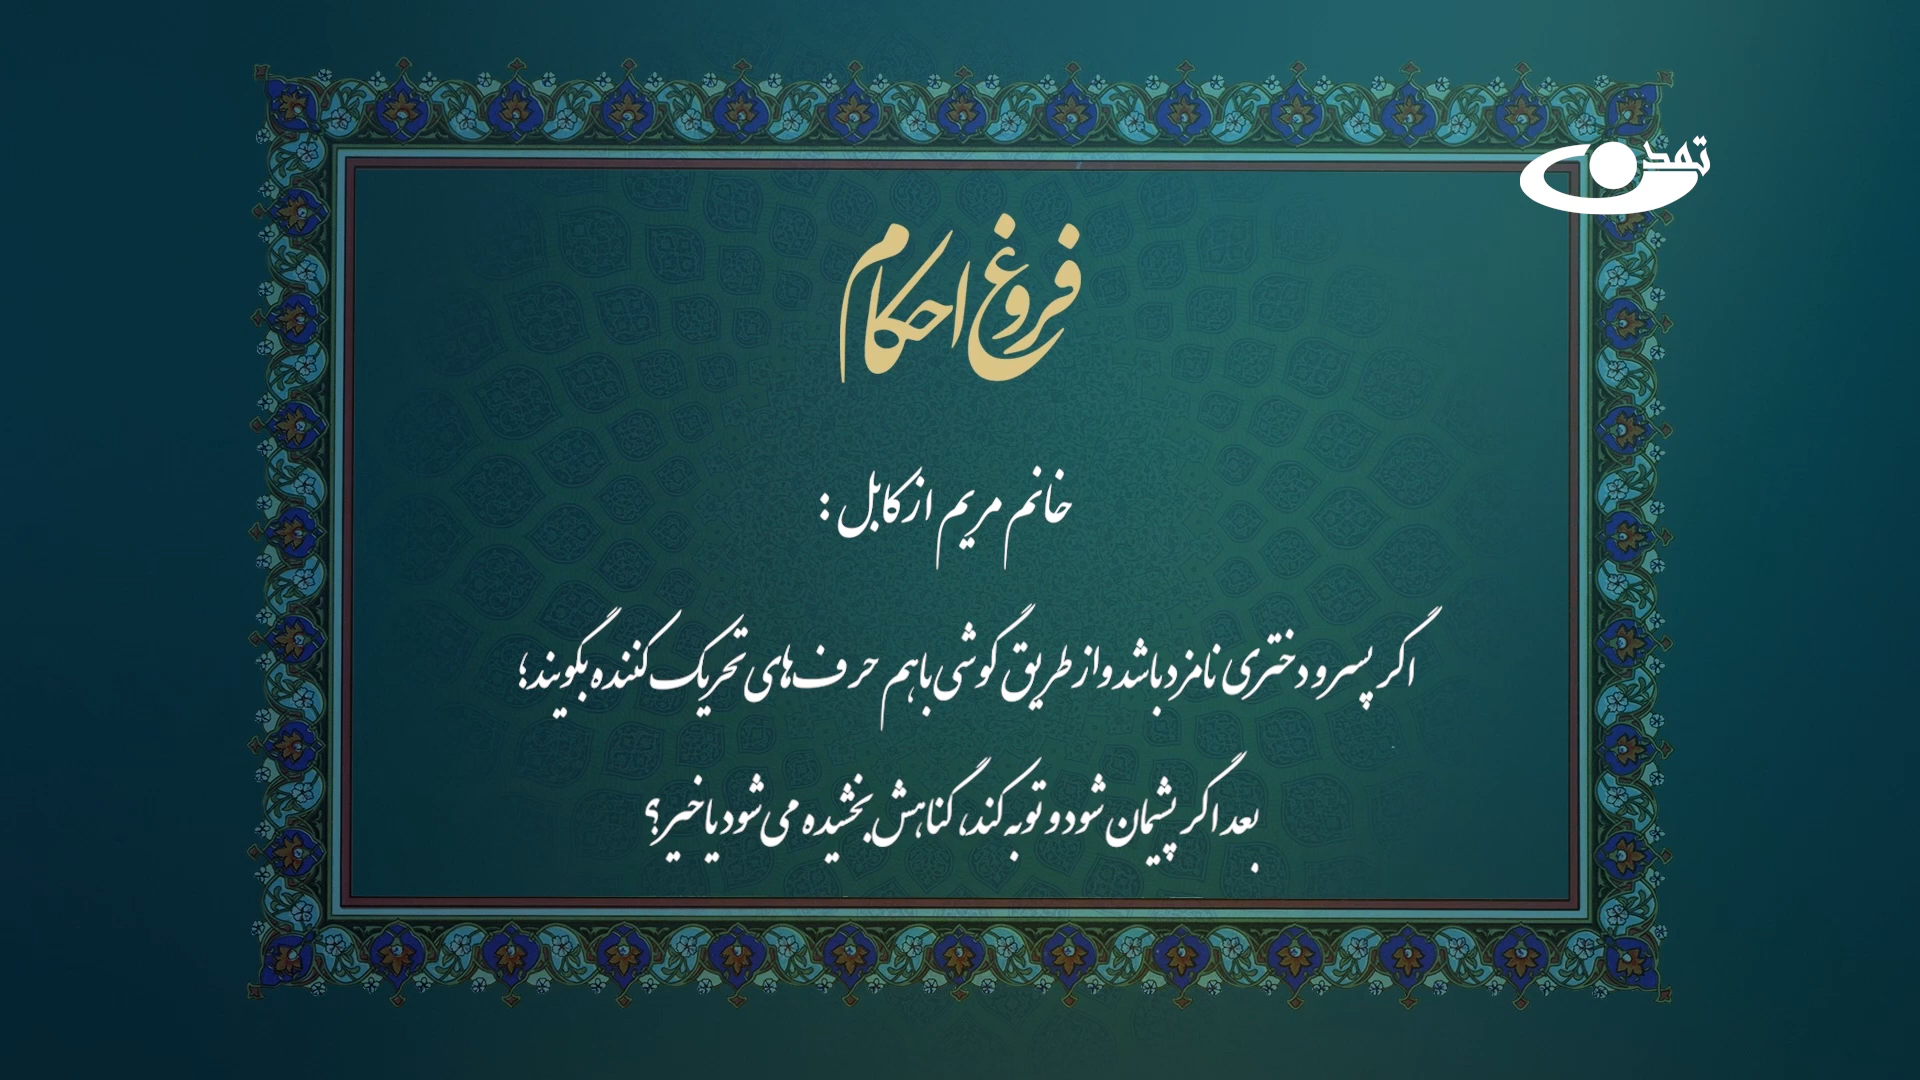 تمدن
فروغ احکام
خانم مریم از کابل :
اگر پسر و دختری نامزد باشد و از طریق گوشی با هم حرف‌های تحریک کننده بگویند؛
بعد اگر پشیمان شود و توبه کند، گناهش بخشیده می‌شود یا خیر؟